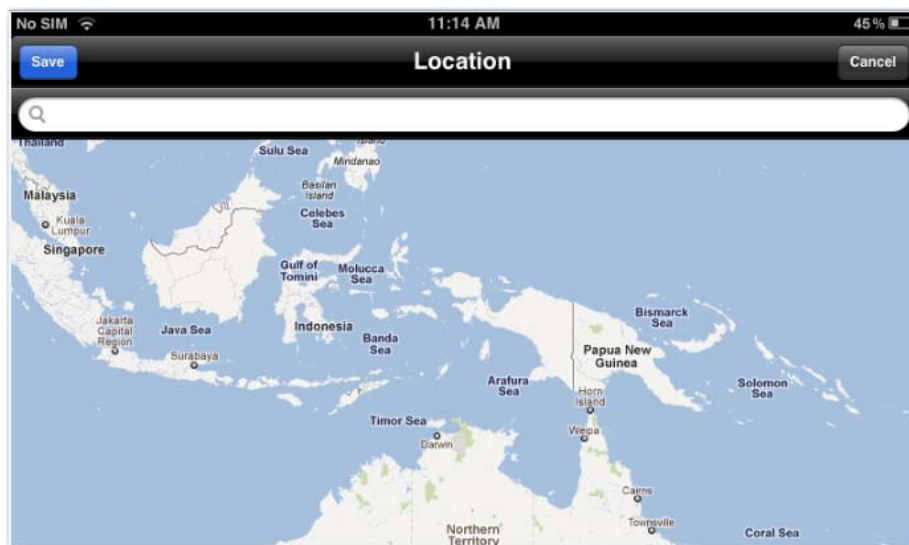 No SIM 11:14 AM 45%
Save Location Cancel
Thailand
Sulu Sea
Island
Mindanao
Basilan
Island
Malaysia
Celebes
Sea
Kuala
Lumpur
Singapore
Gulf of
Tomini
Molucca
Sea
Bismarck
Sea
Jakarta
Capital
Region
Java Sea
Indonesia
Banda
Sea
Surabaya
Papua New
Guinea
Arafura
Sea
Solomon
Sea
Horn
Island
Timor Sea
Darwin
Weipa
Cairns
Townsville
Northern
Territory
Coral Sea